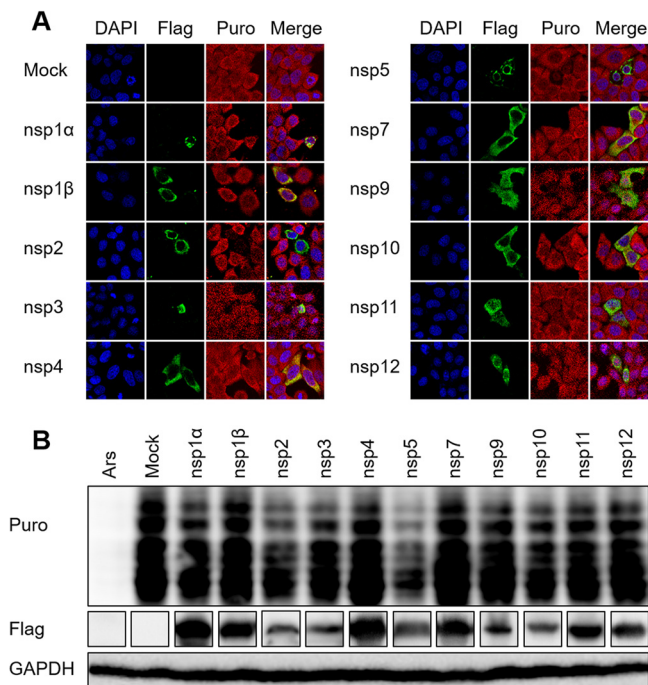 A
DAPI Flag Puro Merge
Mock
nsp1α
nsp1β
nsp2
nsp3
nsp4
DAPI Flag Puro Merge
nsp5
nsp7
nsp9
nsp10
nsp11
nsp12
B
Ars Mock nsp1α nsp1β nsp2 nsp3 nsp4 nsp5 nsp7 nsp9 nsp10 nsp11 nsp12
Puro
Flag
GAPDH